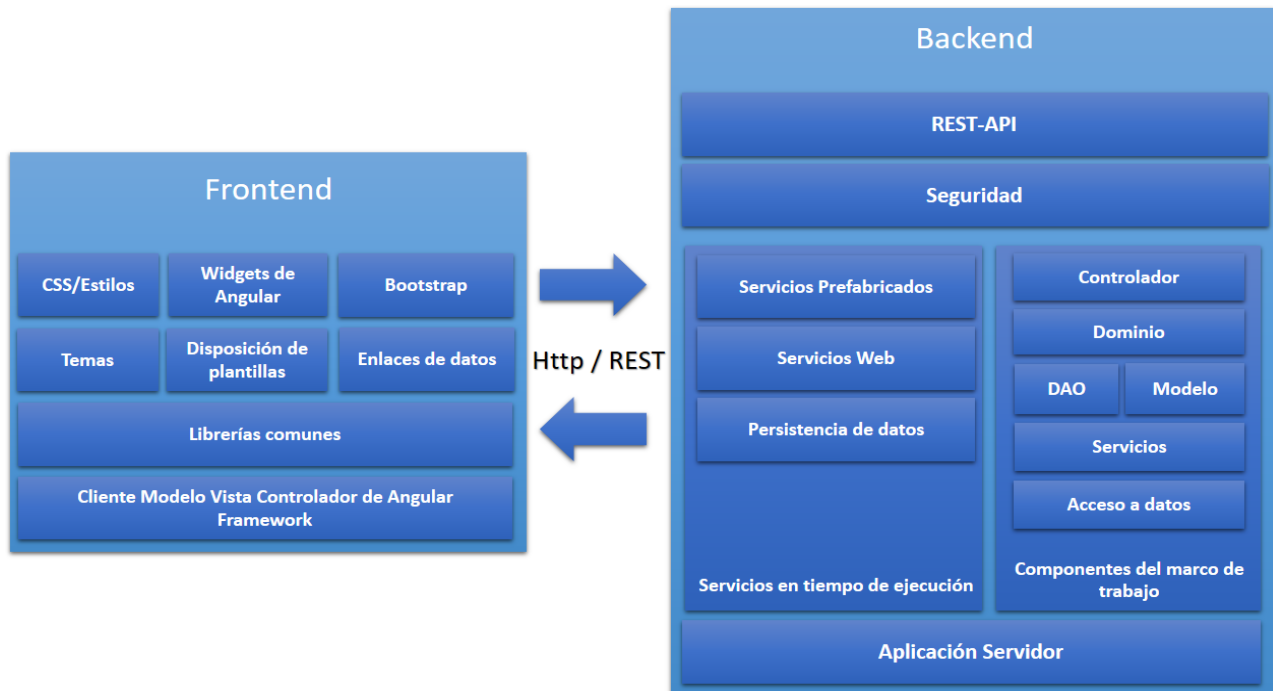 Frontend
CSS/Estilos
Widgets de
Angular
Bootstrap
Temas
Disposición de
plantillas
Enlaces de datos
Librerías comunes
Cliente Modelo Vista Controlador de Angular
Framework
Http / REST
Backend
REST-API
Seguridad
Servicios Prefabricados
Servicios Web
Persistencia de datos
Servicios en tiempo de ejecución
Controlador
Dominio
DAO
Modelo
Servicios
Acceso a datos
Componentes del marco de
trabajo
Aplicación Servidor